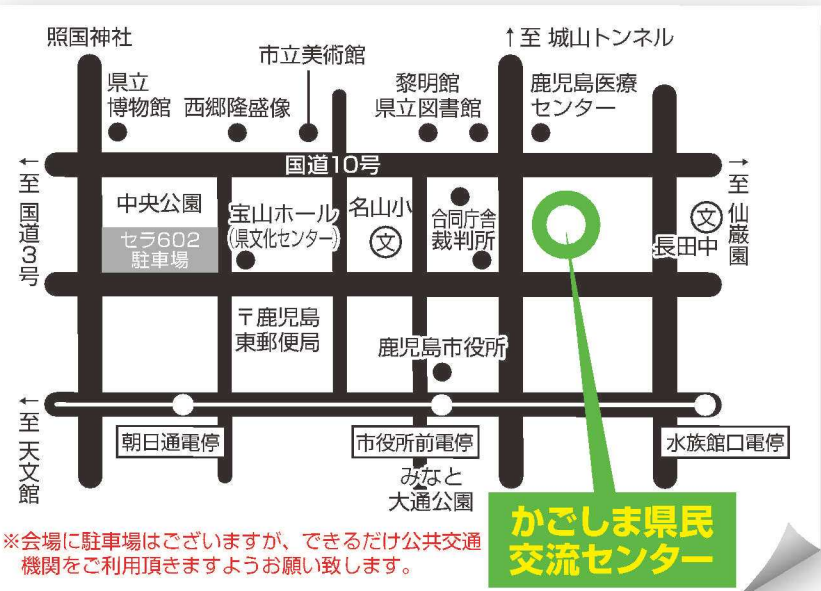 照国神社
↑至 城山トンネル
市立美術館
県立
博物館
西郷隆盛像
黎明館
県立図書館
鹿児島医療
センター
国道10号
←至 国道3号
→至 仙巌園
中央公園
セラ602
駐車場
宝山ホール
(県文化センター)
名山小
文
合同庁舎
裁判所
文
長田中
〒鹿児島
東郵便局
鹿児島市役所
←至 天文館
朝日通電停
市役所前電停
水族館口電停
みなと
大通公園
かごしま県民
交流センター
※会場に駐車場はございますが、できるだけ公共交通
機関をご利用頂きますようお願い致します。